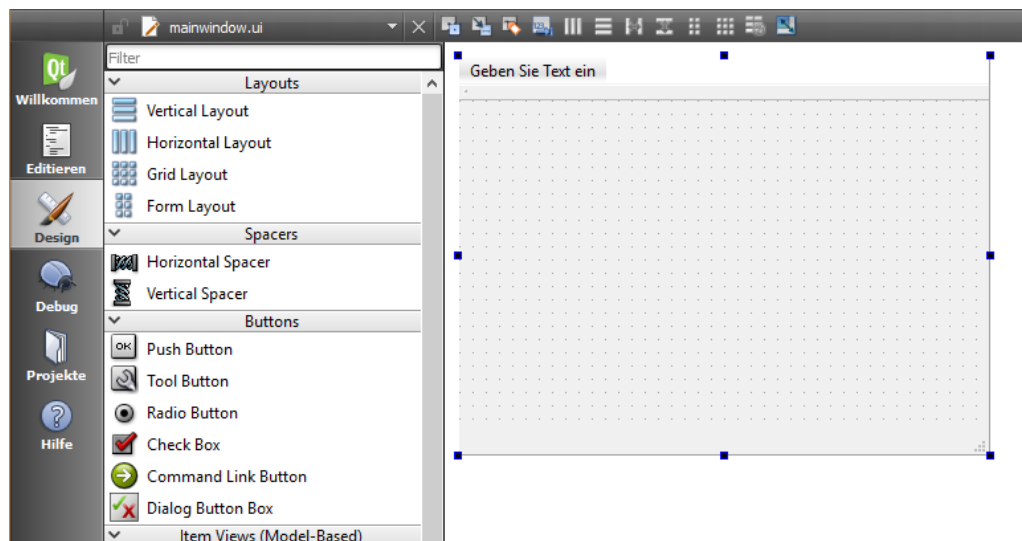 mainwindow.ui
Qt
Willkommen
Editieren
Design
Debug
Projekte
?
Hilfe
Filter
Layouts
Vertical Layout
Horizontal Layout
Grid Layout
Form Layout
Spacers
Horizontal Spacer
Vertical Spacer
Buttons
OK
Push Button
Tool Button
Radio Button
Check Box
Command Link Button
Dialog Button Box
Item Views (Model-Based)
Geben Sie Text ein